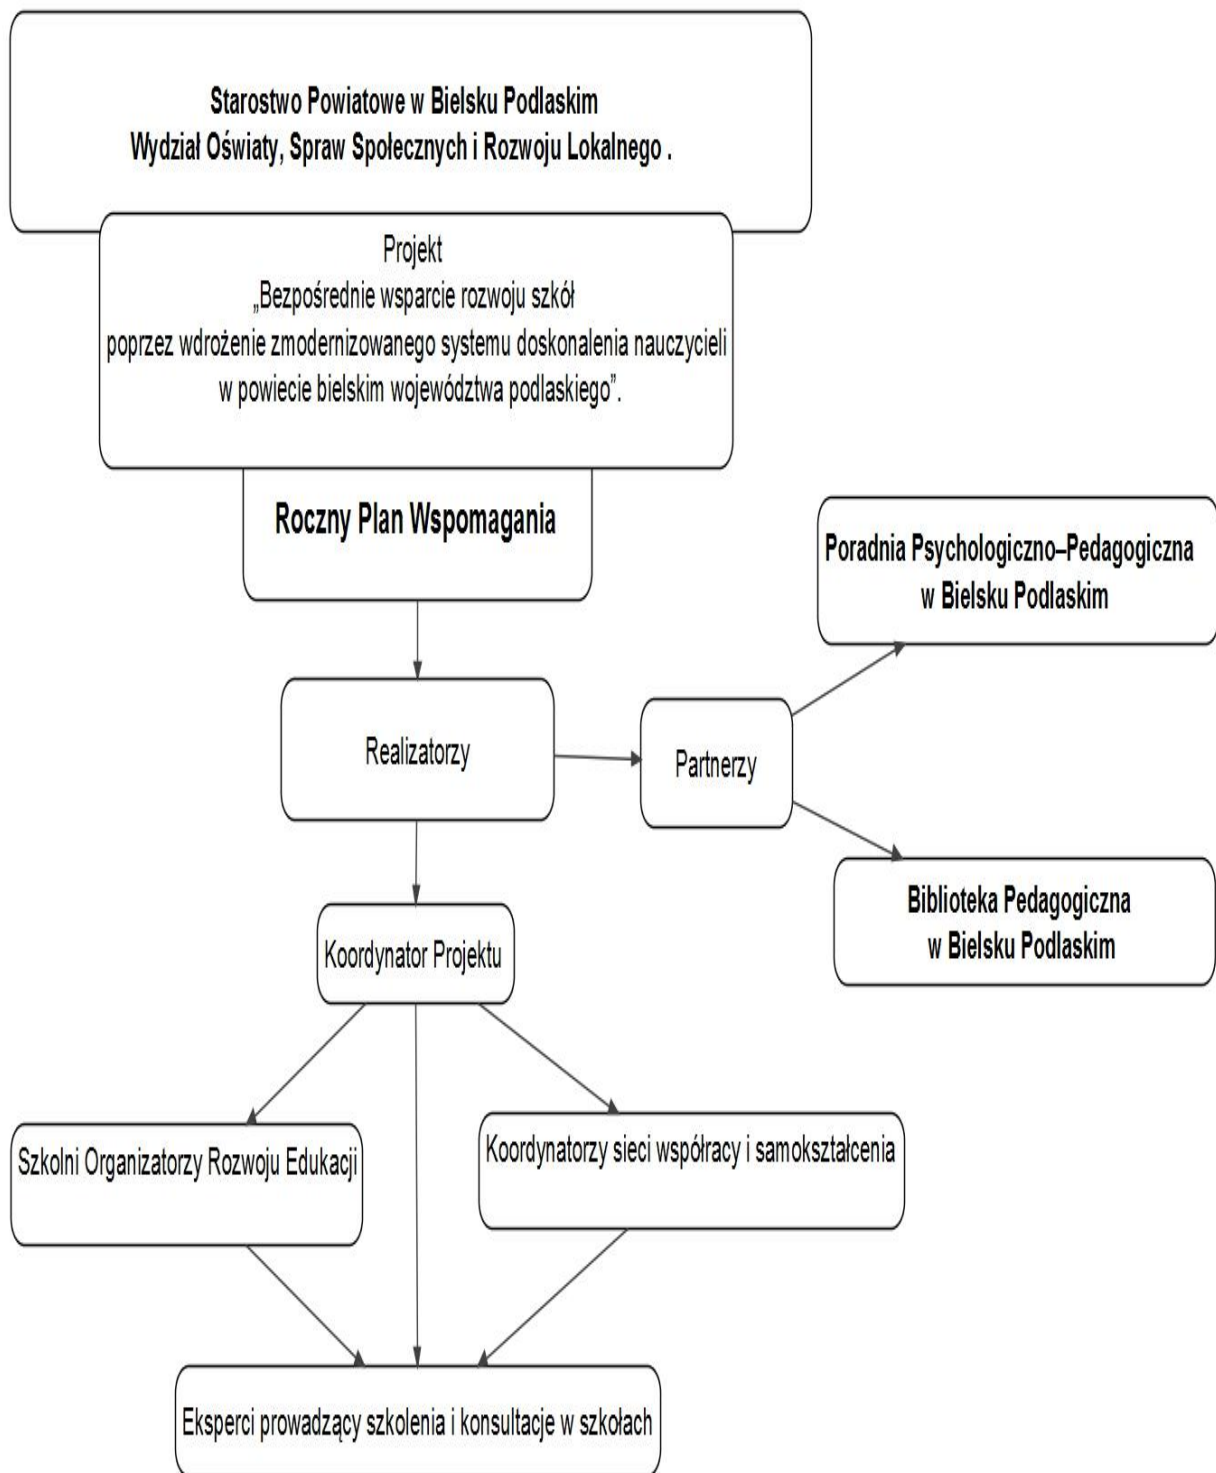 Starostwo Powiatowe w Bielsku Podlaskim
Wydział Oświaty, Spraw Społecznych i Rozwoju Lokalnego .
Projekt
„Bezpośrednie wsparcie rozwoju szkół
poprzez wdrożenie zmodernizowanego systemu doskonalenia nauczycieli
w powiecie bielskim województwa podlaskiego”.
Roczny Plan Wspomagania
Poradnia Psychologiczno–Pedagogiczna
w Bielsku Podlaskim
Realizatorzy
Partnerzy
Biblioteka Pedagogiczna
w Bielsku Podlaskim
Koordynator Projektu
Szkolni Organizatorzy Rozwoju Edukacji
Koordynatorzy sieci współracy i samokształcenia
Eksperci prowadzący szkolenia i konsultacje w szkołach